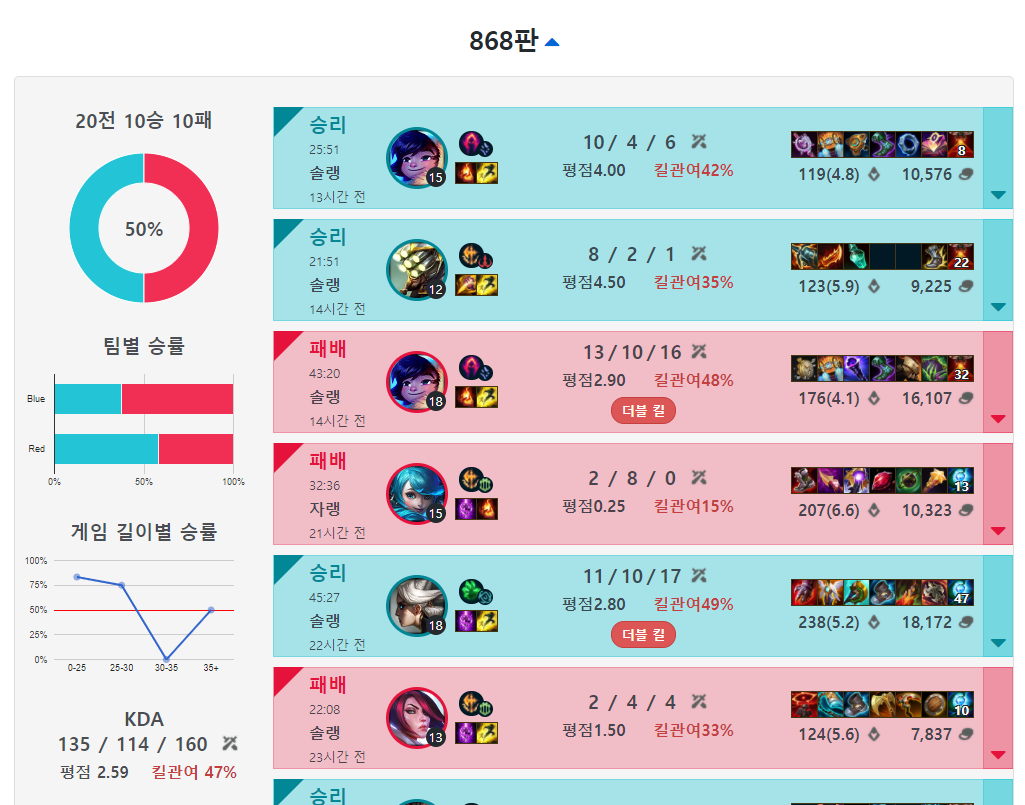 868판
20전 10승 10패
50%
팀별 승률
Blue
Red
0% 50% 100%
게임 길이별 승률
100%
75%
50%
25%
0%
0-25 25-30 30-35 35+
KDA
135 / 114 / 160
평점 2.59 킬관여 47%
승리
25:51
솔랭
13시간 전
15
10 / 4 / 6
평점4.00 킬관여42%
8
119(4.8) 10,576
승리
21:51
솔랭
14시간 전
12
8 / 2 / 1
평점4.50 킬관여35%
22
123(5.9) 9,225
패배
43:20
솔랭
14시간 전
18
13 / 10 / 16
평점2.90 킬관여48%
더블 킬
32
176(4.1) 16,107
패배
32:36
자랭
21시간 전
15
2 / 8 / 0
평점0.25 킬관여15%
13
207(6.6) 10,323
승리
45:27
솔랭
22시간 전
18
11 / 10 / 17
평점2.80 킬관여49%
더블 킬
47
238(5.2) 18,172
패배
22:08
솔랭
23시간 전
13
2 / 4 / 4
평점1.50 킬관여33%
10
124(5.6) 7,837
승리